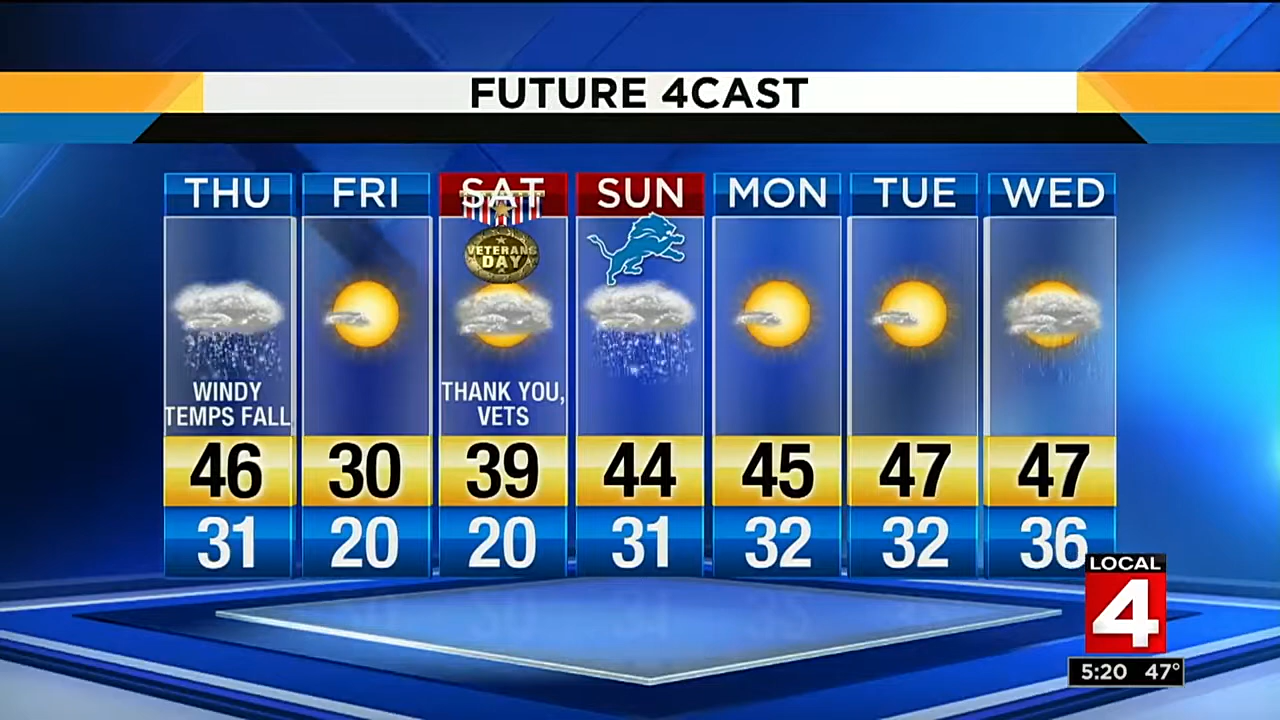 FUTURE 4CAST
THU FRI SAT SUN MON TUE WED
VETERANS
DAY
WINDY
TEMPS FALL
THANK YOU,
VETS
46 30 39 44 45 47 47
31 20 20 31 32 32 36
LOCAL
4
5:20 47°